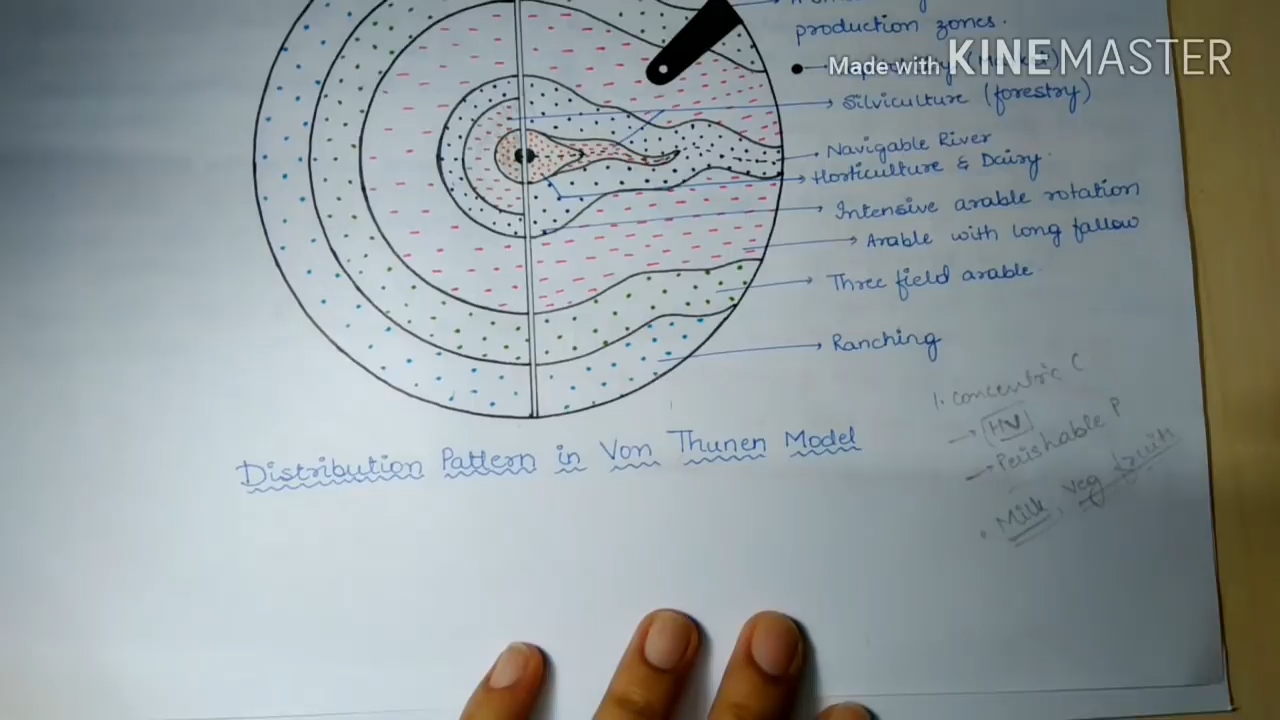 production zones.
Made with KINEMASTER
Silviculture (forestry)
Navigable River
Horticulture & Dairy
Intensive arable rotation
Arable with long fallow
Three field arable
Ranching
1. Concentric C
→ HV
→ Perishable P
• Milk, Veg fruit
Distribution Pattern in Von Thunen Model